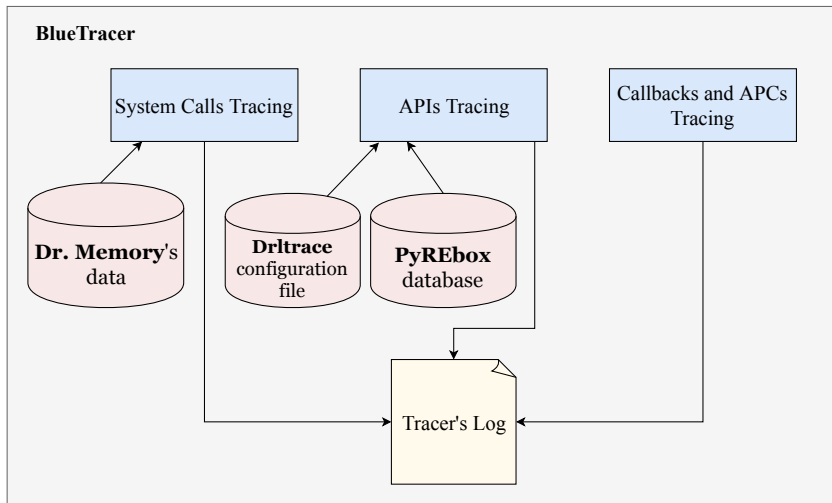 BlueTracer
System Calls Tracing
APIs Tracing
Callbacks and APCs
Tracing
Dr. Memory's
data
Drltrace
configuration
file
PyREbox
database
Tracer's Log